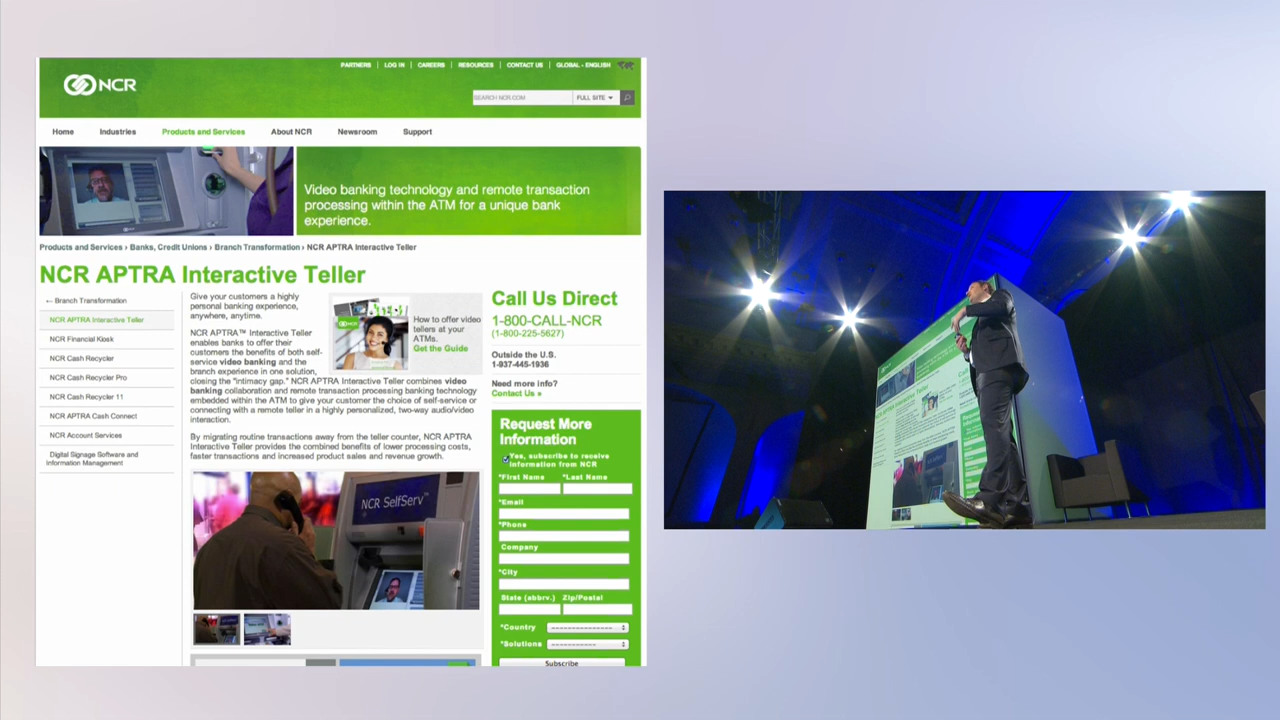 PARTNERS | LOG IN | CAREERS | RESOURCES | CONTACT US | GLOBAL - ENGLISH
NCR
SEARCH NCR.COM FULL SITE
Home Industries Products and Services About NCR Newsroom Support
Video banking technology and remote transaction
processing within the ATM for a unique bank
experience.
Products and Services › Banks, Credit Unions › Branch Transformation › NCR APTRA Interactive Teller
NCR APTRA Interactive Teller
← Branch Transformation
NCR APTRA Interactive Teller
NCR Financial Kiosk
NCR Cash Recycler
NCR Cash Recycler Pro
NCR Cash Recycler 11
NCR APTRA Cash Connect
NCR Account Services
Digital Signage Software and
Information Management
Give your customers a highly
personal banking experience,
anywhere, anytime.
NCR APTRA™ Interactive Teller
enables banks to offer their
customers the benefits of both self-
service video banking and the
branch experience in one solution,
closing the "intimacy gap." NCR APTRA Interactive Teller combines video
banking collaboration and remote transaction processing banking technology
embedded within the ATM to give your customer the choice of self-service or
connecting with a remote teller in a highly personalized, two-way audio/video
interaction.
By migrating routine transactions away from the teller counter, NCR APTRA
Interactive Teller provides the combined benefits of lower processing costs,
faster transactions and increased product sales and revenue growth.
How to offer video
tellers at your
ATMs.
Get the Guide
NCR SelfServ™
Call Us Direct
1-800-CALL-NCR
(1-800-225-5627)
Outside the U.S.
1-937-445-1936
Need more info?
Contact Us »
Request More
Information
Yes, subscribe to receive
information from NCR
*First Name *Last Name
*Email
*Phone
Company
*City
State (abbrv.) Zip/Postal
*Country
*Solutions
Subscribe